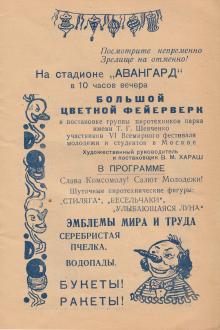 Посмотрите непременно
Зрелище на отменно!
На стадионе „АВАНГАРД"
в 10 часов вечера
БОЛЬШОЙ
ЦВЕТНОЙ ФЕЙЕРВЕРК
в постановке группы пиротехников парка
имени Т. Г. Шевченко
участников VI Всемирного фестиваля
молодежи и студентов в Москве
Художественный руководитель
и постановщик В. М. ХАРАШ
В ПРОГРАММЕ
Слава Комсомолу! Салют Молодежи!
Шуточные пиротехнические фигуры:
„СТИЛЯГА", „ВЕСЕЛЬЧАКИ",
„УЛЫБАЮЩАЯСЯ ЛУНА"
ЭМБЛЕМЫ МИРА И ТРУДА
СЕРЕБРИСТАЯ
ПЧЕЛКА.
ВОДОПАДЫ.
БУКЕТЫ!
РАКЕТЫ!